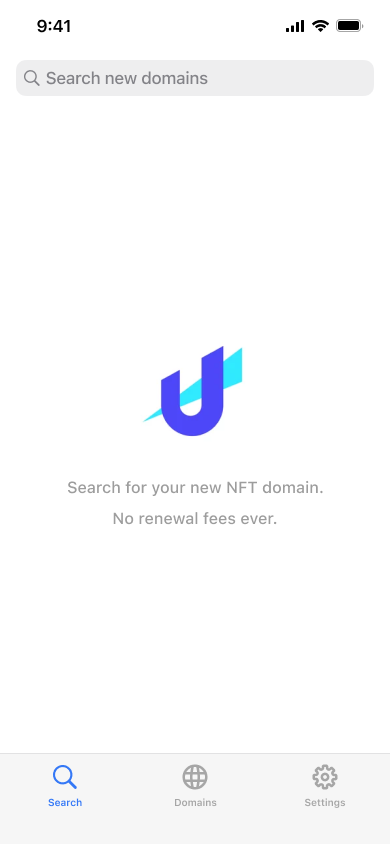 9:41
Search new domains
Search for your new NFT domain.
No renewal fees ever.
Search
Domains
Settings